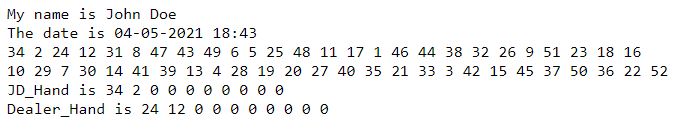 My name is John Doe
The date is 04-05-2021 18:43
34 2 24 12 31 8 47 43 49 6 5 25 48 11 17 1 46 44 38 32 26 9 51 23 18 16
10 29 7 30 14 41 39 13 4 28 19 20 27 40 35 21 33 3 42 15 45 37 50 36 22 52
JD_Hand is 34 2 0 0 0 0 0 0 0 0
Dealer_Hand is 24 12 0 0 0 0 0 0 0 0